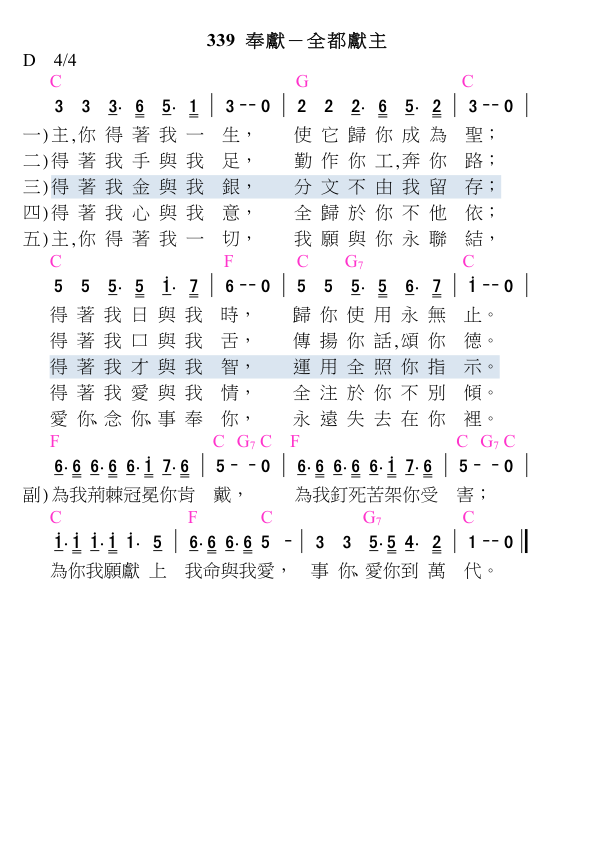 339 奉獻－全都獻主
D 4/4
C G C
3 3 3. 6 5. 1 | 3 -- 0 | 2 2 2. 6 5. 2 | 3 -- 0 |
一)主,你得著我一生， 使它歸你成為聖；
二)得著我手與我足， 勤作你工,奔你路；
三)得著我金與我銀， 分文不由我留存；
四)得著我心與我意， 全歸於你不他依；
五)主,你得著我一切， 我願與你永聯結，
C F C G7 C
5 5 5. 5 i. 7 | 6 -- 0 | 5 5 5. 5 6. 7 | i -- 0 |
得著我日與我時， 歸你使用永無止。
得著我口與舌， 傳揚你話,頌你德。
得著我才與我智， 運用全照你指示。
得著我愛與我情， 全注於你不別傾。
愛你、念你、事奉你， 永遠失去在你裡。
F C G7 C F C G7 C
6. 6 6. 6 6. i 7. 6 | 5 - - 0 | 6. 6 6. 6 6. i 7. 6 | 5 - - 0 |
副)為我荊棘冠冕你肯戴， 為我釘死苦架你受害；
C F C G7 C
i. i i. i i. 5 | 6. 6 6. 6 5 - | 3 3 5. 5 4. 2 | 1 -- 0 ‖
為你我願獻上我命與我愛， 事你、愛你到萬代。